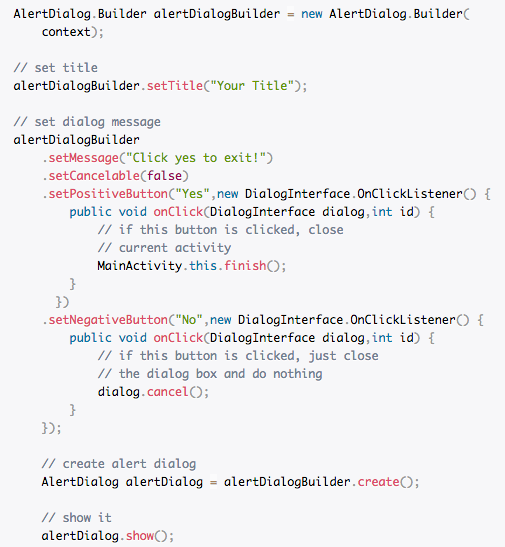 AlertDialog.Builder alertDialogBuilder = new AlertDialog.Builder(
    context);

// set title
alertDialogBuilder.setTitle("Your Title");

// set dialog message
alertDialogBuilder
    .setMessage("Click yes to exit!")
    .setCancelable(false)
    .setPositiveButton("Yes",new DialogInterface.OnClickListener() {
        public void onClick(DialogInterface dialog,int id) {
            // if this button is clicked, close
            // current activity
            MainActivity.this.finish();
        }
      })
    .setNegativeButton("No",new DialogInterface.OnClickListener() {
        public void onClick(DialogInterface dialog,int id) {
            // if this button is clicked, just close
            // the dialog box and do nothing
            dialog.cancel();
        }
    });

    // create alert dialog
    AlertDialog alertDialog = alertDialogBuilder.create();

    // show it
    alertDialog.show();